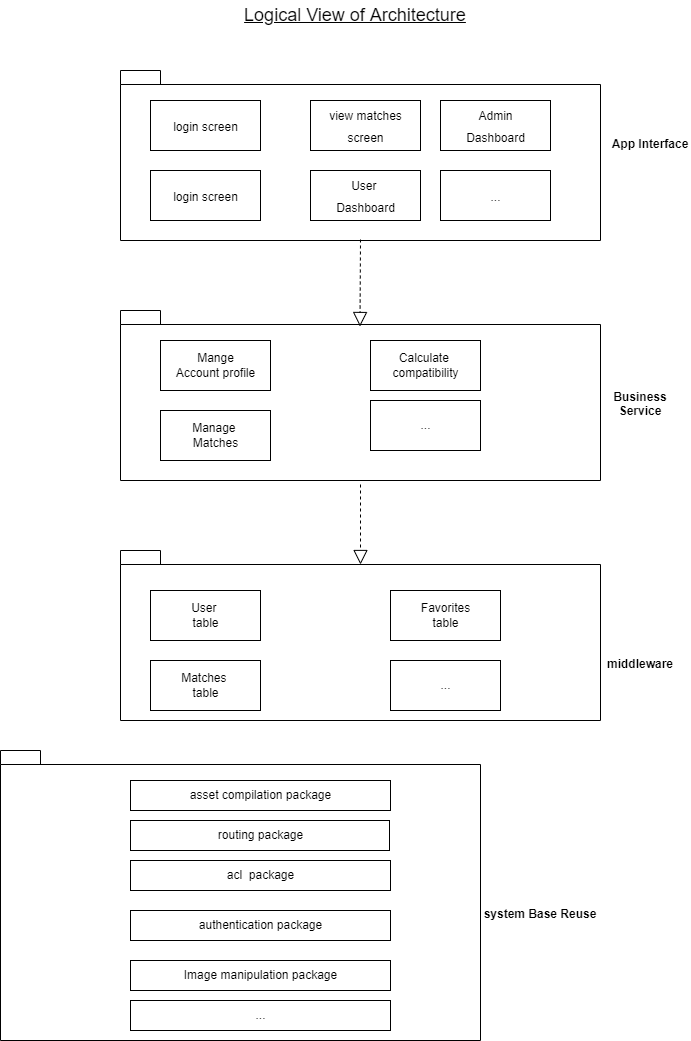 Logical View of Architecture
login screen
view matches
screen
Admin
Dashboard
App Interface
login screen
User
Dashboard
...
Mange
Account profile
Calculate
compatibility
Business
Service
Manage
Matches
...
User
table
Favorites
table
middleware
Matches
table
...
asset compilation package
routing package
acl  package
authentication package
system Base Reuse
Image manipulation package
...